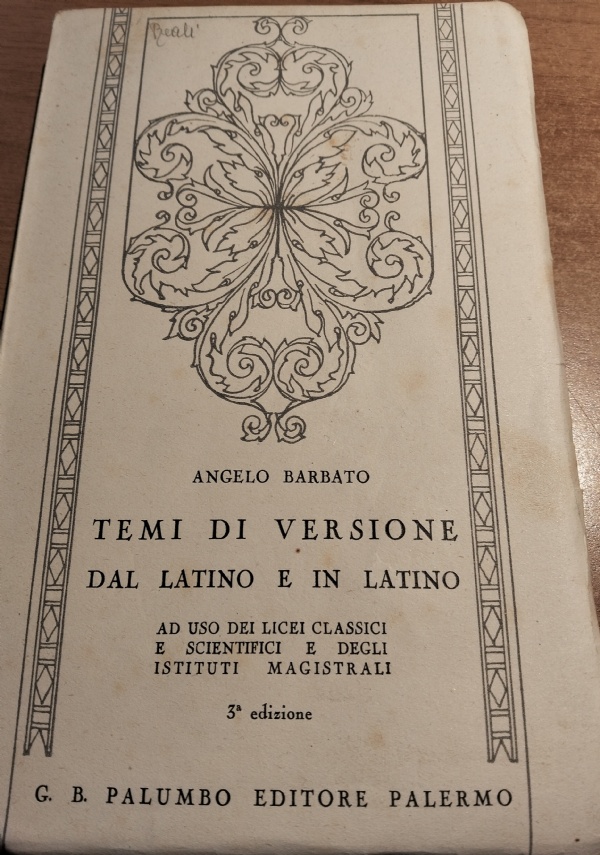 Reali
ANGELO BARBATO
TEMI DI VERSIONE
DAL LATINO E IN LATINO
AD USO DEI LICEI CLASSICI
E SCIENTIFICI E DEGLI
ISTITUTI MAGISTRALI
3ª edizione
G. B. PALUMBO EDITORE PALERMO